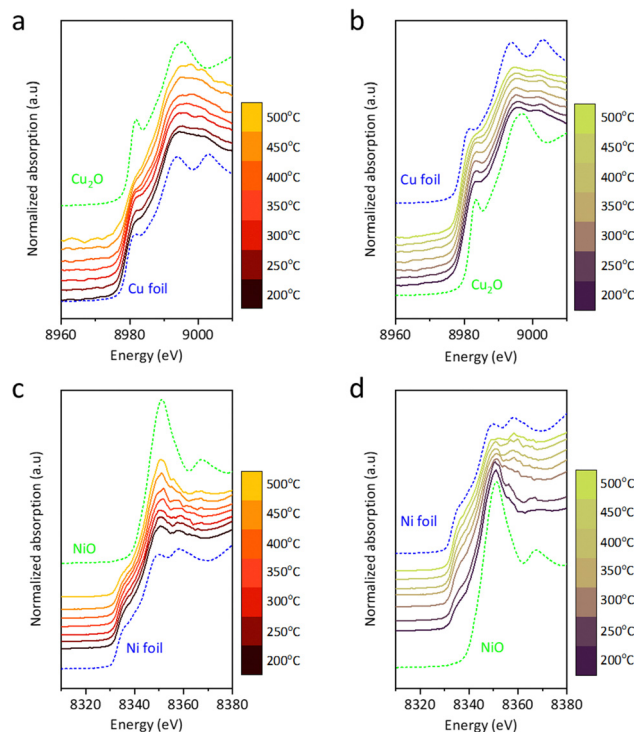 a
Normalized absorption (a.u)
Cu2O
Cu foil
500°C
450°C
400°C
350°C
300°C
250°C
200°C
8960
8980
9000
Energy (eV)
b
Normalized absorption (a.u)
Cu foil
Cu2O
500°C
450°C
400°C
350°C
300°C
250°C
200°C
8960
8980
9000
Energy (eV)
c
Normalized absorption (a.u)
NiO
Ni foil
500°C
450°C
400°C
350°C
300°C
250°C
200°C
8320
8340
8360
8380
Energy (eV)
d
Normalized absorption (a.u)
Ni foil
NiO
500°C
450°C
400°C
350°C
300°C
250°C
200°C
8320
8340
8360
8380
Energy (eV)